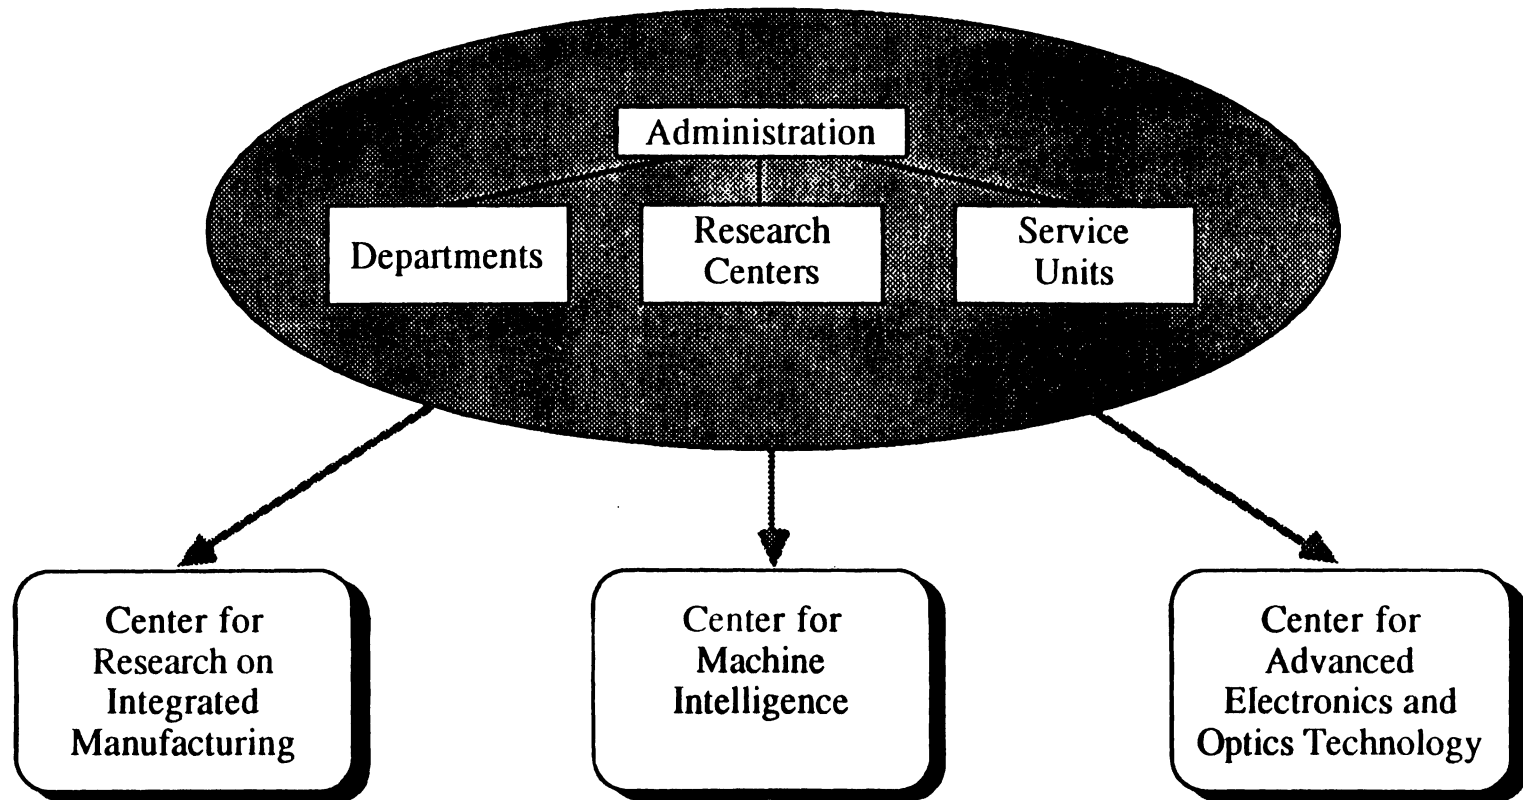 Administration
Departments
Research
Centers
Service
Units
Center for
Research on
Integrated
Manufacturing
Center for
Machine
Intelligence
Center for
Advanced
Electronics and
Optics Technology